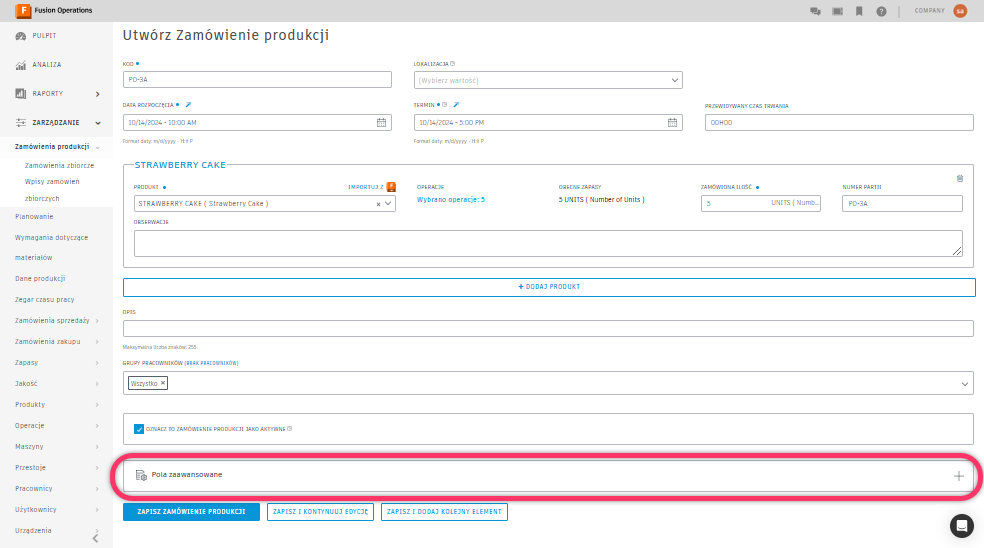 Fusion Operations
COMPANY
sa
PULPIT
ANALIZA
RAPORTY
ZARZĄDZANIE
Zamówienia produkcji
Zamówienia zbiorcze
Wpisy zamówień
zbiorczych
Planowanie
Wymagania dotyczące
materiałów
Dane produkcji
Zegar czasu pracy
Zamówienia sprzedaży
Zamówienia zakupu
Zapasy
Jakość
Produkty
Operacje
Maszyny
Przestoje
Pracownicy
Użytkownicy
Urządzenia
Utwórz Zamówienie produkcji
KOD
PO-3A
LOKALIZACJA
(Wybierz wartość)
DATA ROZPOCZĘCIA
10/14/2024 - 10:00 AM
Format daty: m/d/yyyy - H:ii P
TERMIN
10/14/2024 - 5:00 PM
Format daty: m/d/yyyy - H:ii P
PRZEWIDYWANY CZAS TRWANIA
00H00
STRAWBERRY CAKE
PRODUKT
IMPORTUJ Z
STRAWBERRY CAKE ( Strawberry Cake )
OPERACJE
Wybrano operacje: 5
OBECNE ZAPASY
5 UNITS ( Number of Units )
ZAMÓWIONA ILOŚĆ
5
UNITS ( Numb...
NUMER PARTII
PO-3A
OBSERWACJE
+ DODAJ PRODUKT
OPIS
Maksymalna liczba znaków: 255.
GRUPY PRACOWNIKÓW (BRAK PRACOWNIKÓW)
Wszystko ×
OZNACZ TO ZAMÓWIENIE PRODUKCJI JAKO AKTYWNE
Pola zaawansowane
ZAPISZ ZAMÓWIENIE PRODUKCJI
ZAPISZ I KONTYNUUJ EDYCJĘ
ZAPISZ I DODAJ KOLEJNY ELEMENT